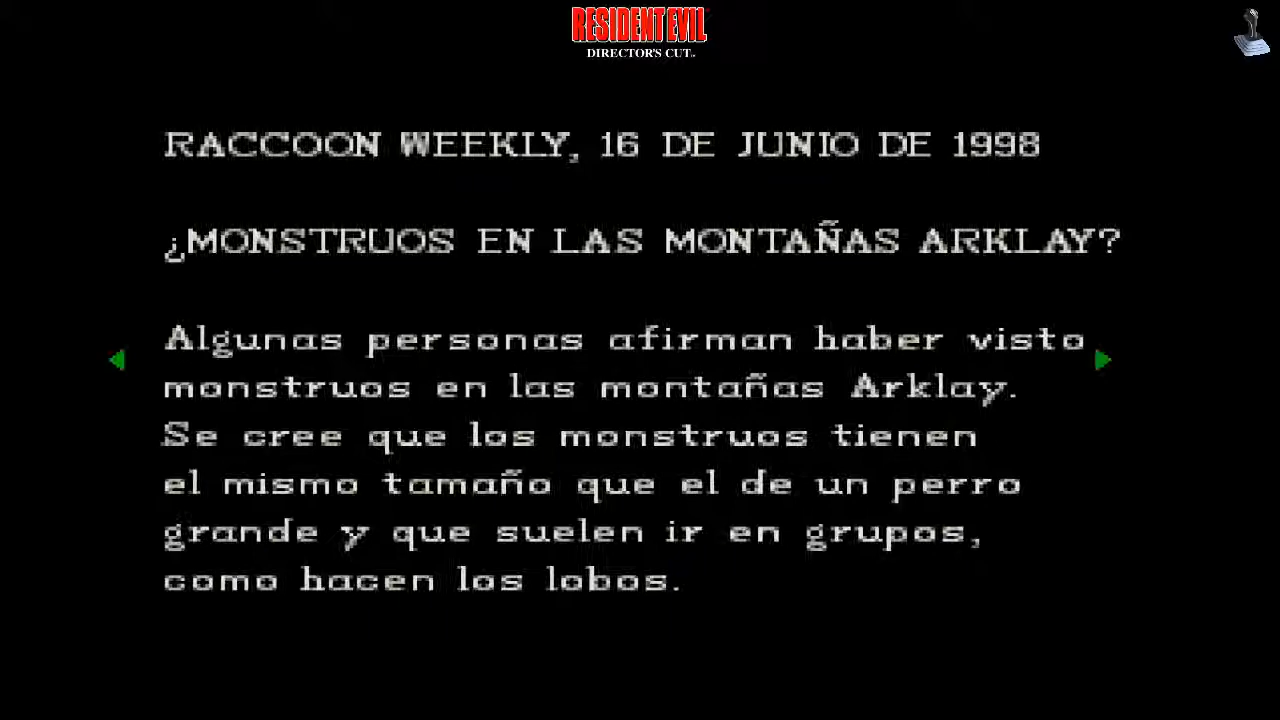 RESIDENT EVIL
DIRECTOR'S CUT
RACCOON WEEKLY, 16 DE JUNIO DE 1998
¿MONSTRUOS EN LAS MONTAÑAS ARKLAY?
Algunas personas afirman haber visto
monstruos en las montañas Arklay.
Se cree que los monstruos tienen
el mismo tamaño que el de un perro
grande y que suelen ir en grupos,
como hacen los lobos.